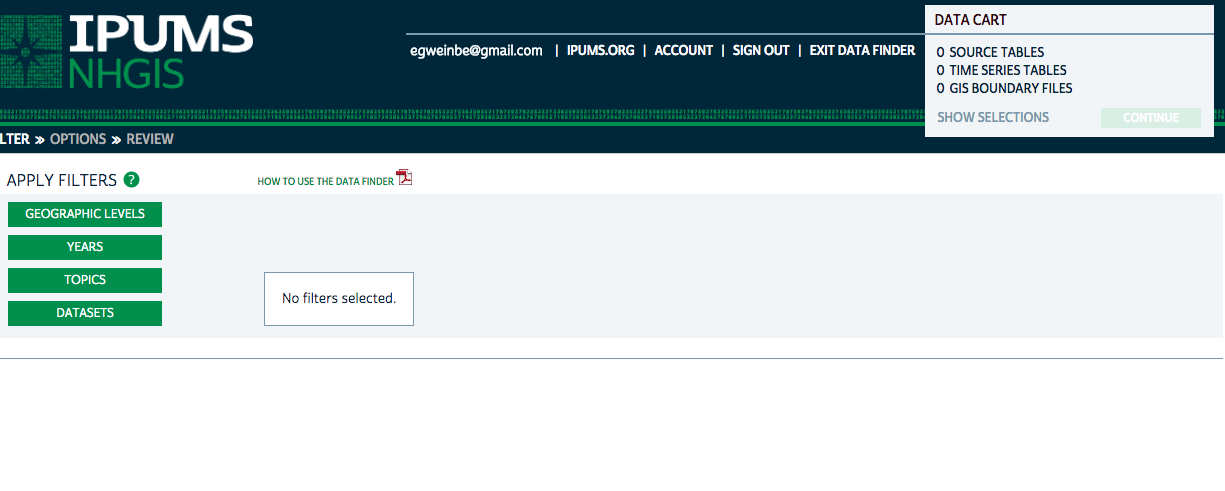 IPUMS
NHGIS
egweinbe@gmail.com | IPUMS.ORG | ACCOUNT | SIGN OUT | EXIT DATA FINDER
DATA CART
0 SOURCE TABLES
0 TIME SERIES TABLES
0 GIS BOUNDARY FILES
SHOW SELECTIONS CONTINUE
LTER » OPTIONS » REVIEW
APPLY FILTERS ?
HOW TO USE THE DATA FINDER
GEOGRAPHIC LEVELS
YEARS
TOPICS
DATASETS
No filters selected.